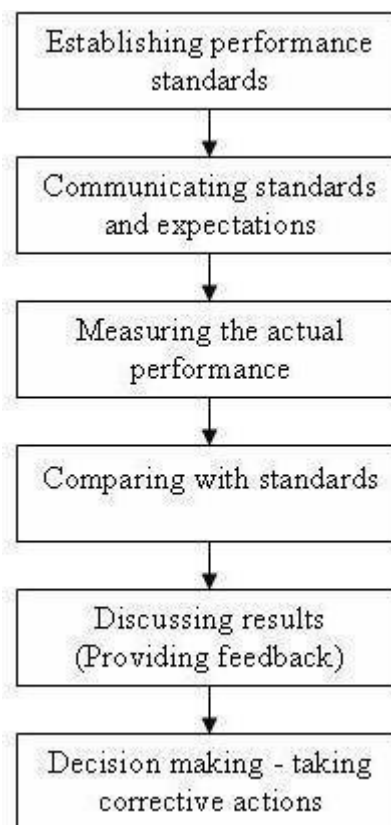 Establishing performance
standards
Communicating standards
and expectations
Measuring the actual
performance
Comparing with standards
Discussing results
(Providing feedback)
Decision making - taking
corrective actions